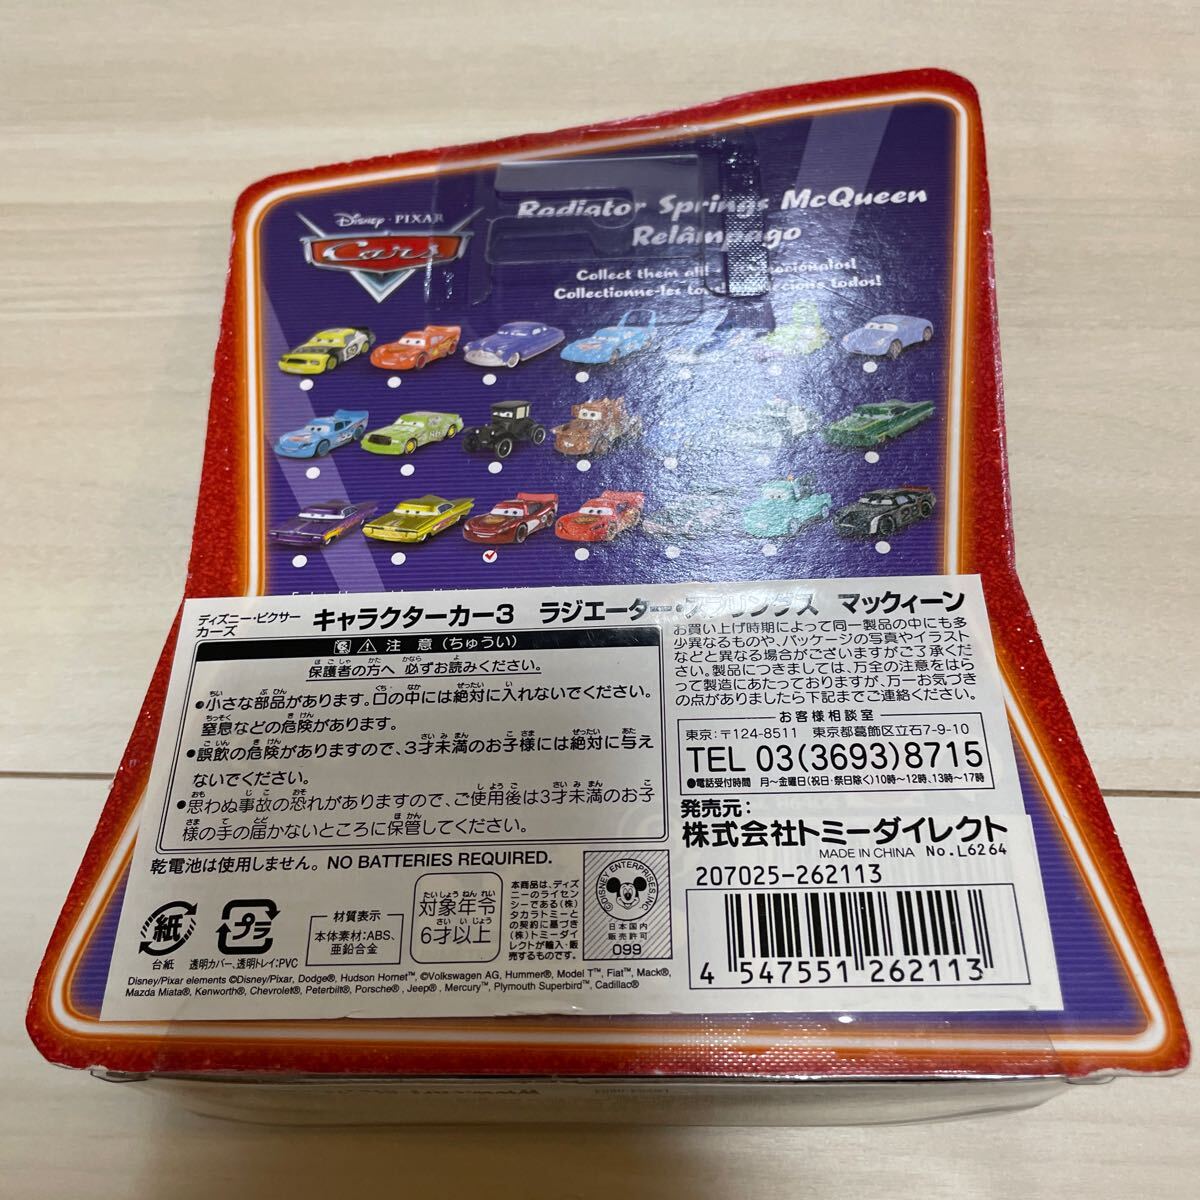 Disney · PIXAR
Cars
Radiator Springs McQueen
Relâmpago
Collect them all!
Collectionne-les
ディズニー・ピクサー
カーズ
キャラクターカー3 ラジエーター・スプリングス マックィーン
注意(ちゅうい)
保護者の方へ 必ずお読みください。
●小さな部品があります。口の中には絶対に入れないでください。
窒息などの危険があります。
●誤飲の危険がありますので、3才未満のお子様には絶対に与え
ないでください。
●思わぬ事故の恐れがありますので、ご使用後は3才未満のお子
様の手の届かないところに保管してください。
乾電池は使用しません。NO BATTERIES REQUIRED.
お買い上げ時期によって同一製品の中にも多
少異なるものや、パッケージの写真やイラスト
などと異なる場合がございますがご了承くだ
さい。製品につきましては、万全の注意をはら
って製造にあたっておりますが、万一お気づき
の点がありましたら下記までご連絡ください。
お客様相談室
東京:〒124-8511 東京都葛飾区立石7-9-10
TEL 03(3693)8715
●電話受付時間 月〜金曜日(祝日・祭日除く)10時〜12時、13時〜17時
発売元:
株式会社トミーダイレクト
MADE IN CHINA No.L6264
207025-262113
4 547551 262113
紙
台紙
プラ
透明カバー、透明トレイ:PVC
材質表示
本体素材:ABS、
亜鉛合金
対象年令
6才以上
本商品は、ディズ
ニーのライセン
シーである(株)
タカラトミーと
の契約に基づき
(株)トミーダイ
レクトが輸入・販
売するものです。
©DISNEY ENTERPRISES, INC.
日本国内
販売許可
099
Disney/Pixar elements ©Disney/Pixar, Dodge®, Hudson Hornet™, ©Volkswagen AG, Hummer®, Model T™, Fiat™, Mack®,
Mazda Miata®, Kenworth®, Chevrolet®, Peterbilt®, Porsche®, Jeep®, Mercury™, Plymouth Superbird™, Cadillac®